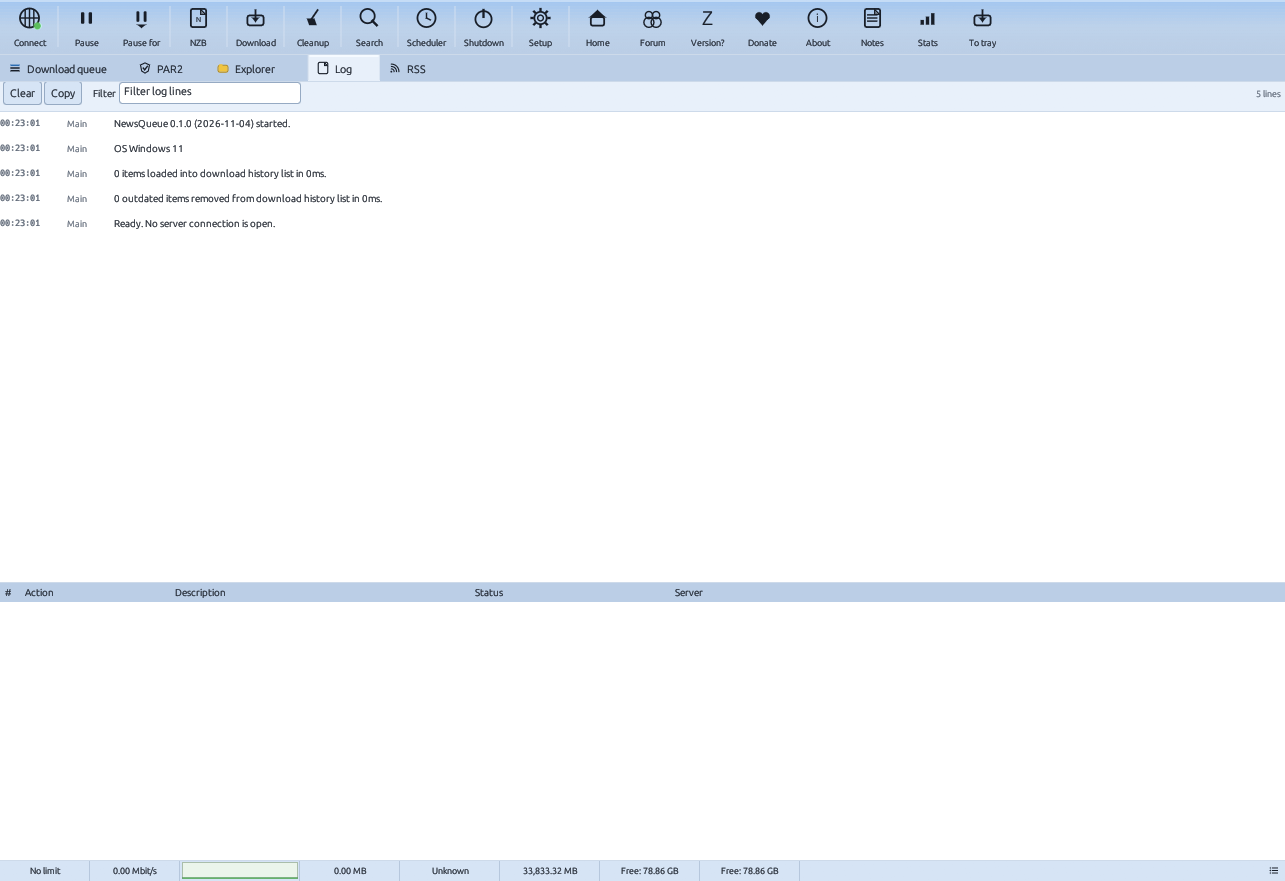 Connect Pause Pause for NZB Download Cleanup Search Scheduler Shutdown Setup Home Forum Version? Donate About Notes Stats To tray
Download queue PAR2 Explorer Log RSS
Clear Copy Filter Filter log lines 5 lines
00:23:01 Main NewsQueue 0.1.0 (2026-11-04) started.
00:23:01 Main OS Windows 11
00:23:01 Main 0 items loaded into download history list in 0ms.
00:23:01 Main 0 outdated items removed from download history list in 0ms.
00:23:01 Main Ready. No server connection is open.
# Action Description Status Server
No limit 0.00 Mbit/s 0.00 MB Unknown 33,833.32 MB Free: 78.86 GB Free: 78.86 GB